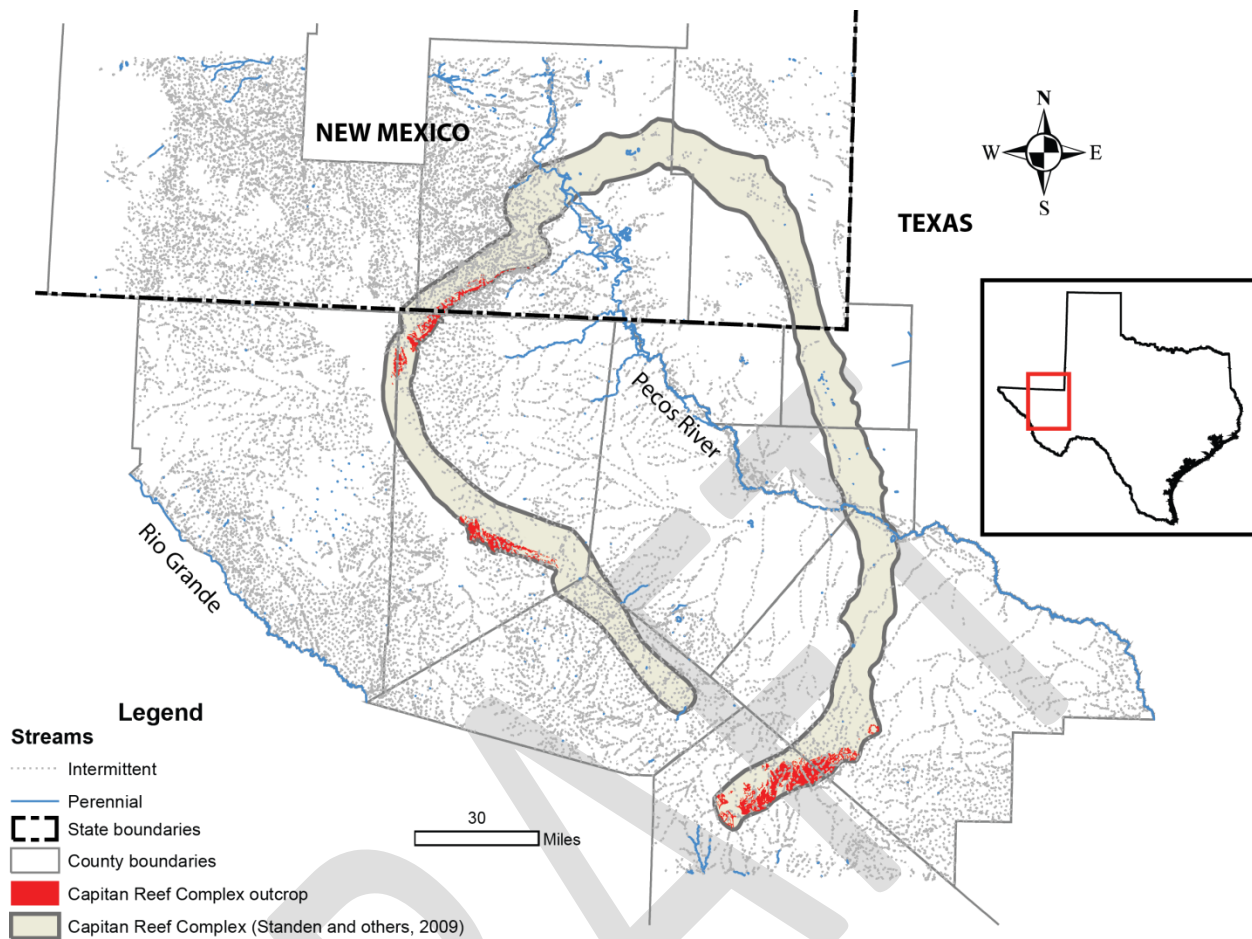 NEW MEXICO
N
W E
S
TEXAS
Pecos River
Rio Grande
Legend
Streams
Intermittent
Perennial
State boundaries
County boundaries
Capitan Reef Complex outcrop
Capitan Reef Complex (Standen and others, 2009)
30
Miles
DRAFT